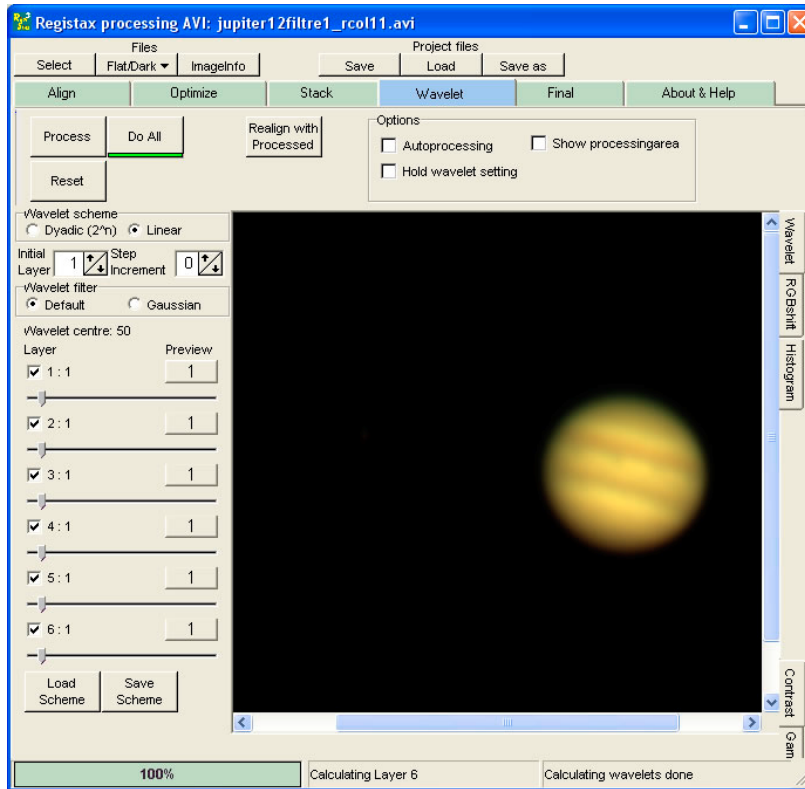 Registax processing AVI: jupiter12filtre1_rcol11.avi
Files Project files
Select Flat/Dark ImageInfo Save Load Save as
Align Optimize Stack Wavelet Final About & Help
Process Do All Realign with Processed
Reset
Options
Autoprocessing Show processingarea
Hold wavelet setting
Wavelet scheme
Dyadic (2^n) Linear
Initial Layer 1 Step Increment 0
Wavelet filter
Default Gaussian
Wavelet centre: 50
Layer Preview
1 : 1 1
2 : 1 1
3 : 1 1
4 : 1 1
5 : 1 1
6 : 1 1
Load Scheme Save Scheme
Wavelet
RGBshift
Histogram
Contrast
Gam
100% Calculating Layer 6 Calculating wavelets done